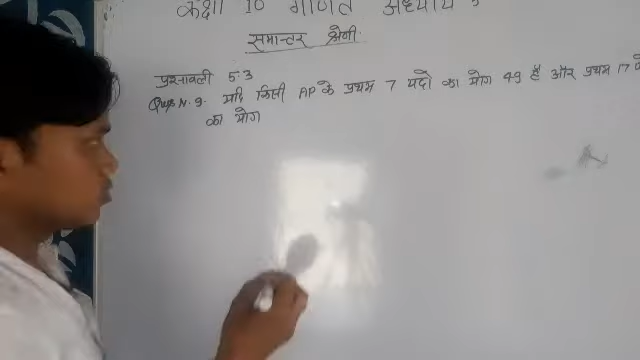 कक्षा 10 गणित अध्याय 5
समान्तर श्रेणी
प्रश्नावली 5.3
Ques N. 9. यदि किसी AP के प्रथम 7 पदों का योग 49 है और प्रथम 17 प
का योग